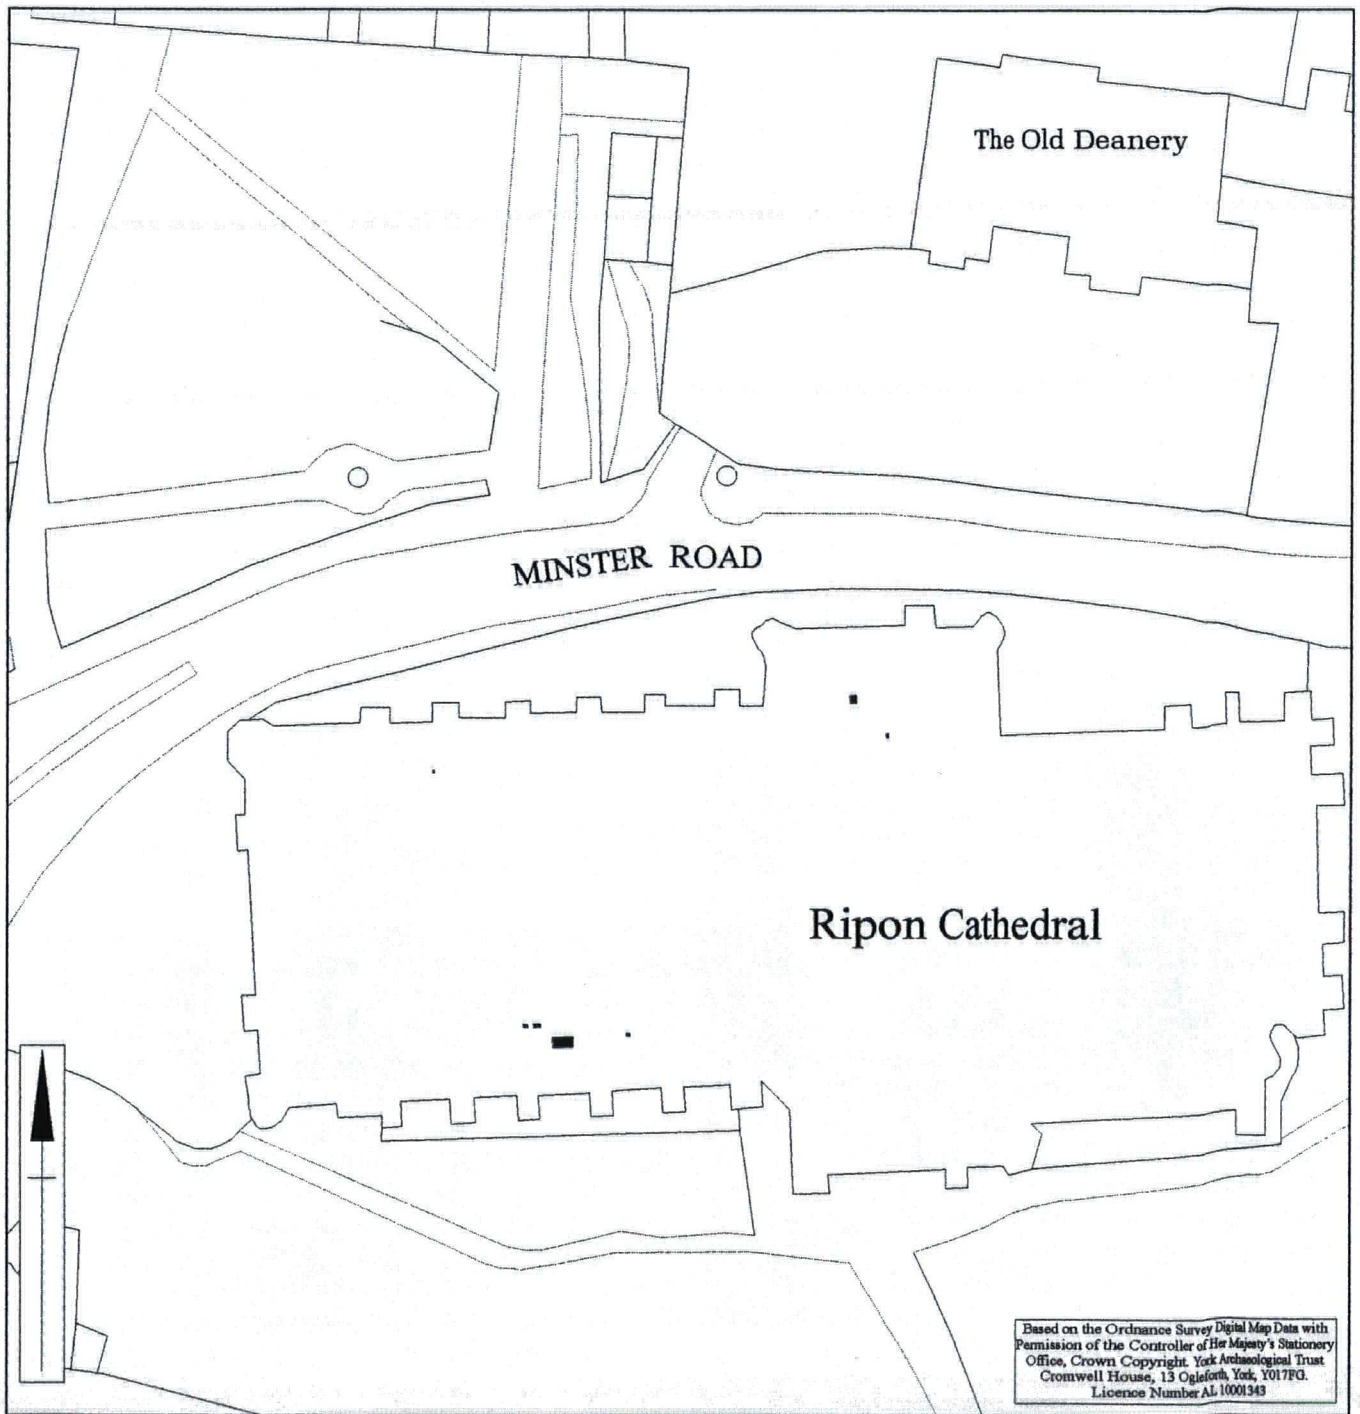 The Old Deanery
MINSTER ROAD
Ripon Cathedral
Based on the Ordnance Survey Digital Map Data with
Permission of the Controller of Her Majesty's Stationery
Office, Crown Copyright. York Archaeological Trust
Cromwell House, 13 Ogleforth, York, YO17FG.
Licence Number AL 10001343